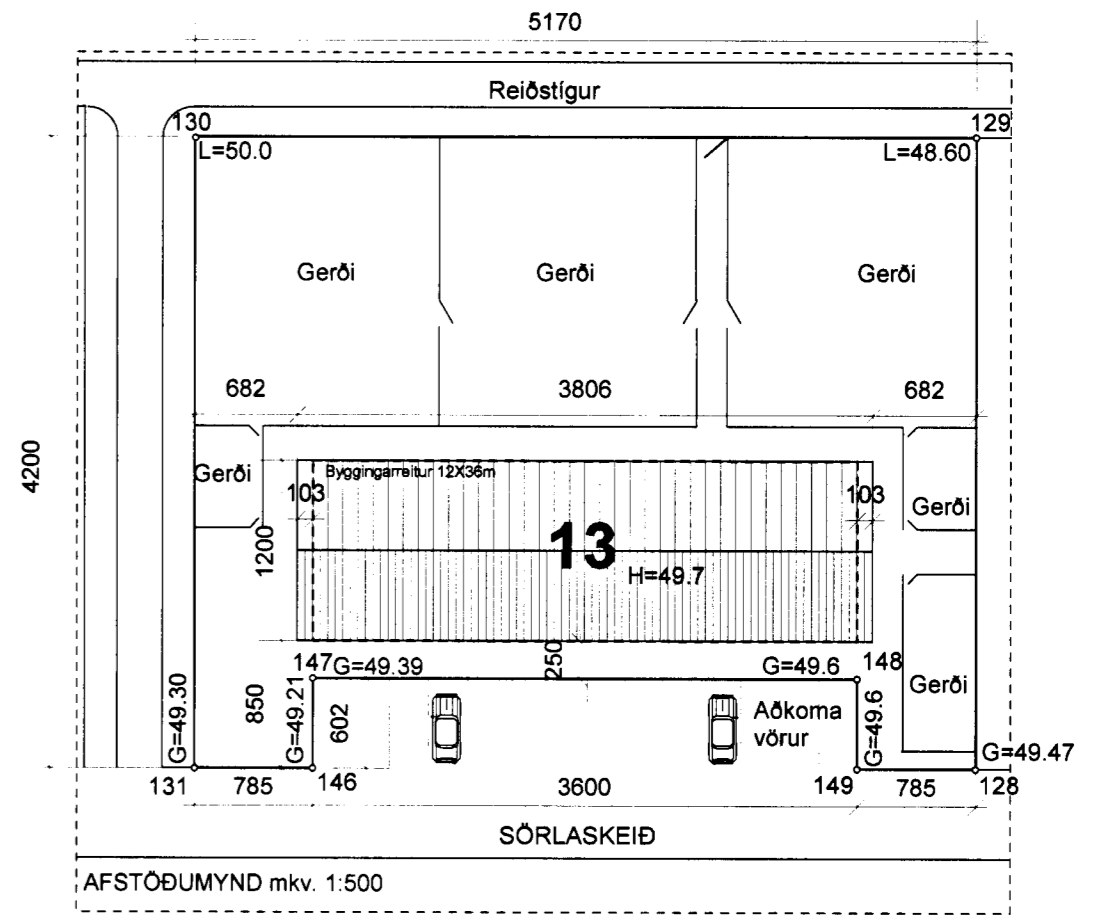 5170
Reiðstígur
130
129
L=50.0
L=48.60
Gerði
Gerði
Gerði
682
3806
682
4200
Gerði
Byggingarreitur 12X36m
103
103
Gerði
1200
13
H=49.7
250
147
G=49.39
G=49.6
148
G=49.30
850
G=49.21
602
Aðkoma
vörur
G=49.6
Gerði
G=49.47
131
785
146
3600
149
785
128
SÖRLASKEIÐ
AFSTÖÐUMYND mkv. 1:500